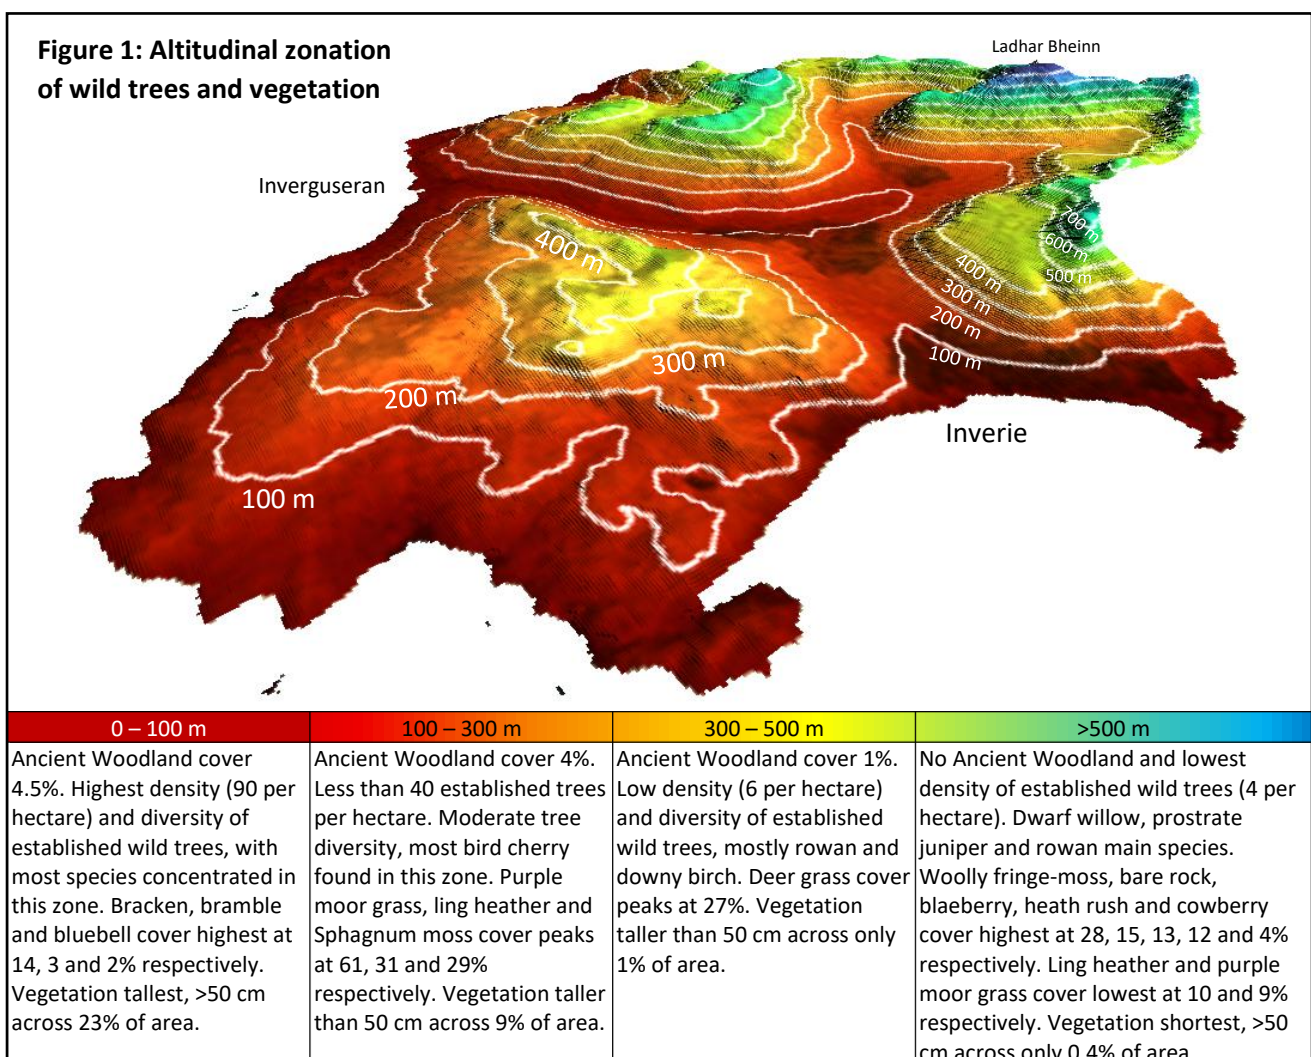 Figure 1: Altitudinal zonation
of wild trees and vegetation
Ladhar Bheinn
Inverguseran
400 m
300 m
200 m
100 m
700 m
600 m
500 m
400 m
300 m
200 m
100 m
Inverie
0 – 100 m
Ancient Woodland cover
4.5%. Highest density (90 per
hectare) and diversity of
established wild trees, with
most species concentrated in
this zone. Bracken, bramble
and bluebell cover highest at
14, 3 and 2% respectively.
Vegetation tallest, >50 cm
across 23% of area.
100 – 300 m
Ancient Woodland cover 4%.
Less than 40 established trees
per hectare. Moderate tree
diversity, most bird cherry
found in this zone. Purple
moor grass, ling heather and
Sphagnum moss cover peaks
at 61, 31 and 29%
respectively. Vegetation taller
than 50 cm across 9% of area.
300 – 500 m
Ancient Woodland cover 1%.
Low density (6 per hectare)
and diversity of established
wild trees, mostly rowan and
downy birch. Deer grass cover
peaks at 27%. Vegetation
taller than 50 cm across only
1% of area.
>500 m
No Ancient Woodland and lowest
density of established wild trees (4 per
hectare). Dwarf willow, prostrate
juniper and rowan main species.
Woolly fringe-moss, bare rock,
blaeberry, heath rush and cowberry
cover highest at 28, 15, 13, 12 and 4%
respectively. Ling heather and purple
moor grass cover lowest at 10 and 9%
respectively. Vegetation shortest, >50
cm across only 0.4% of area